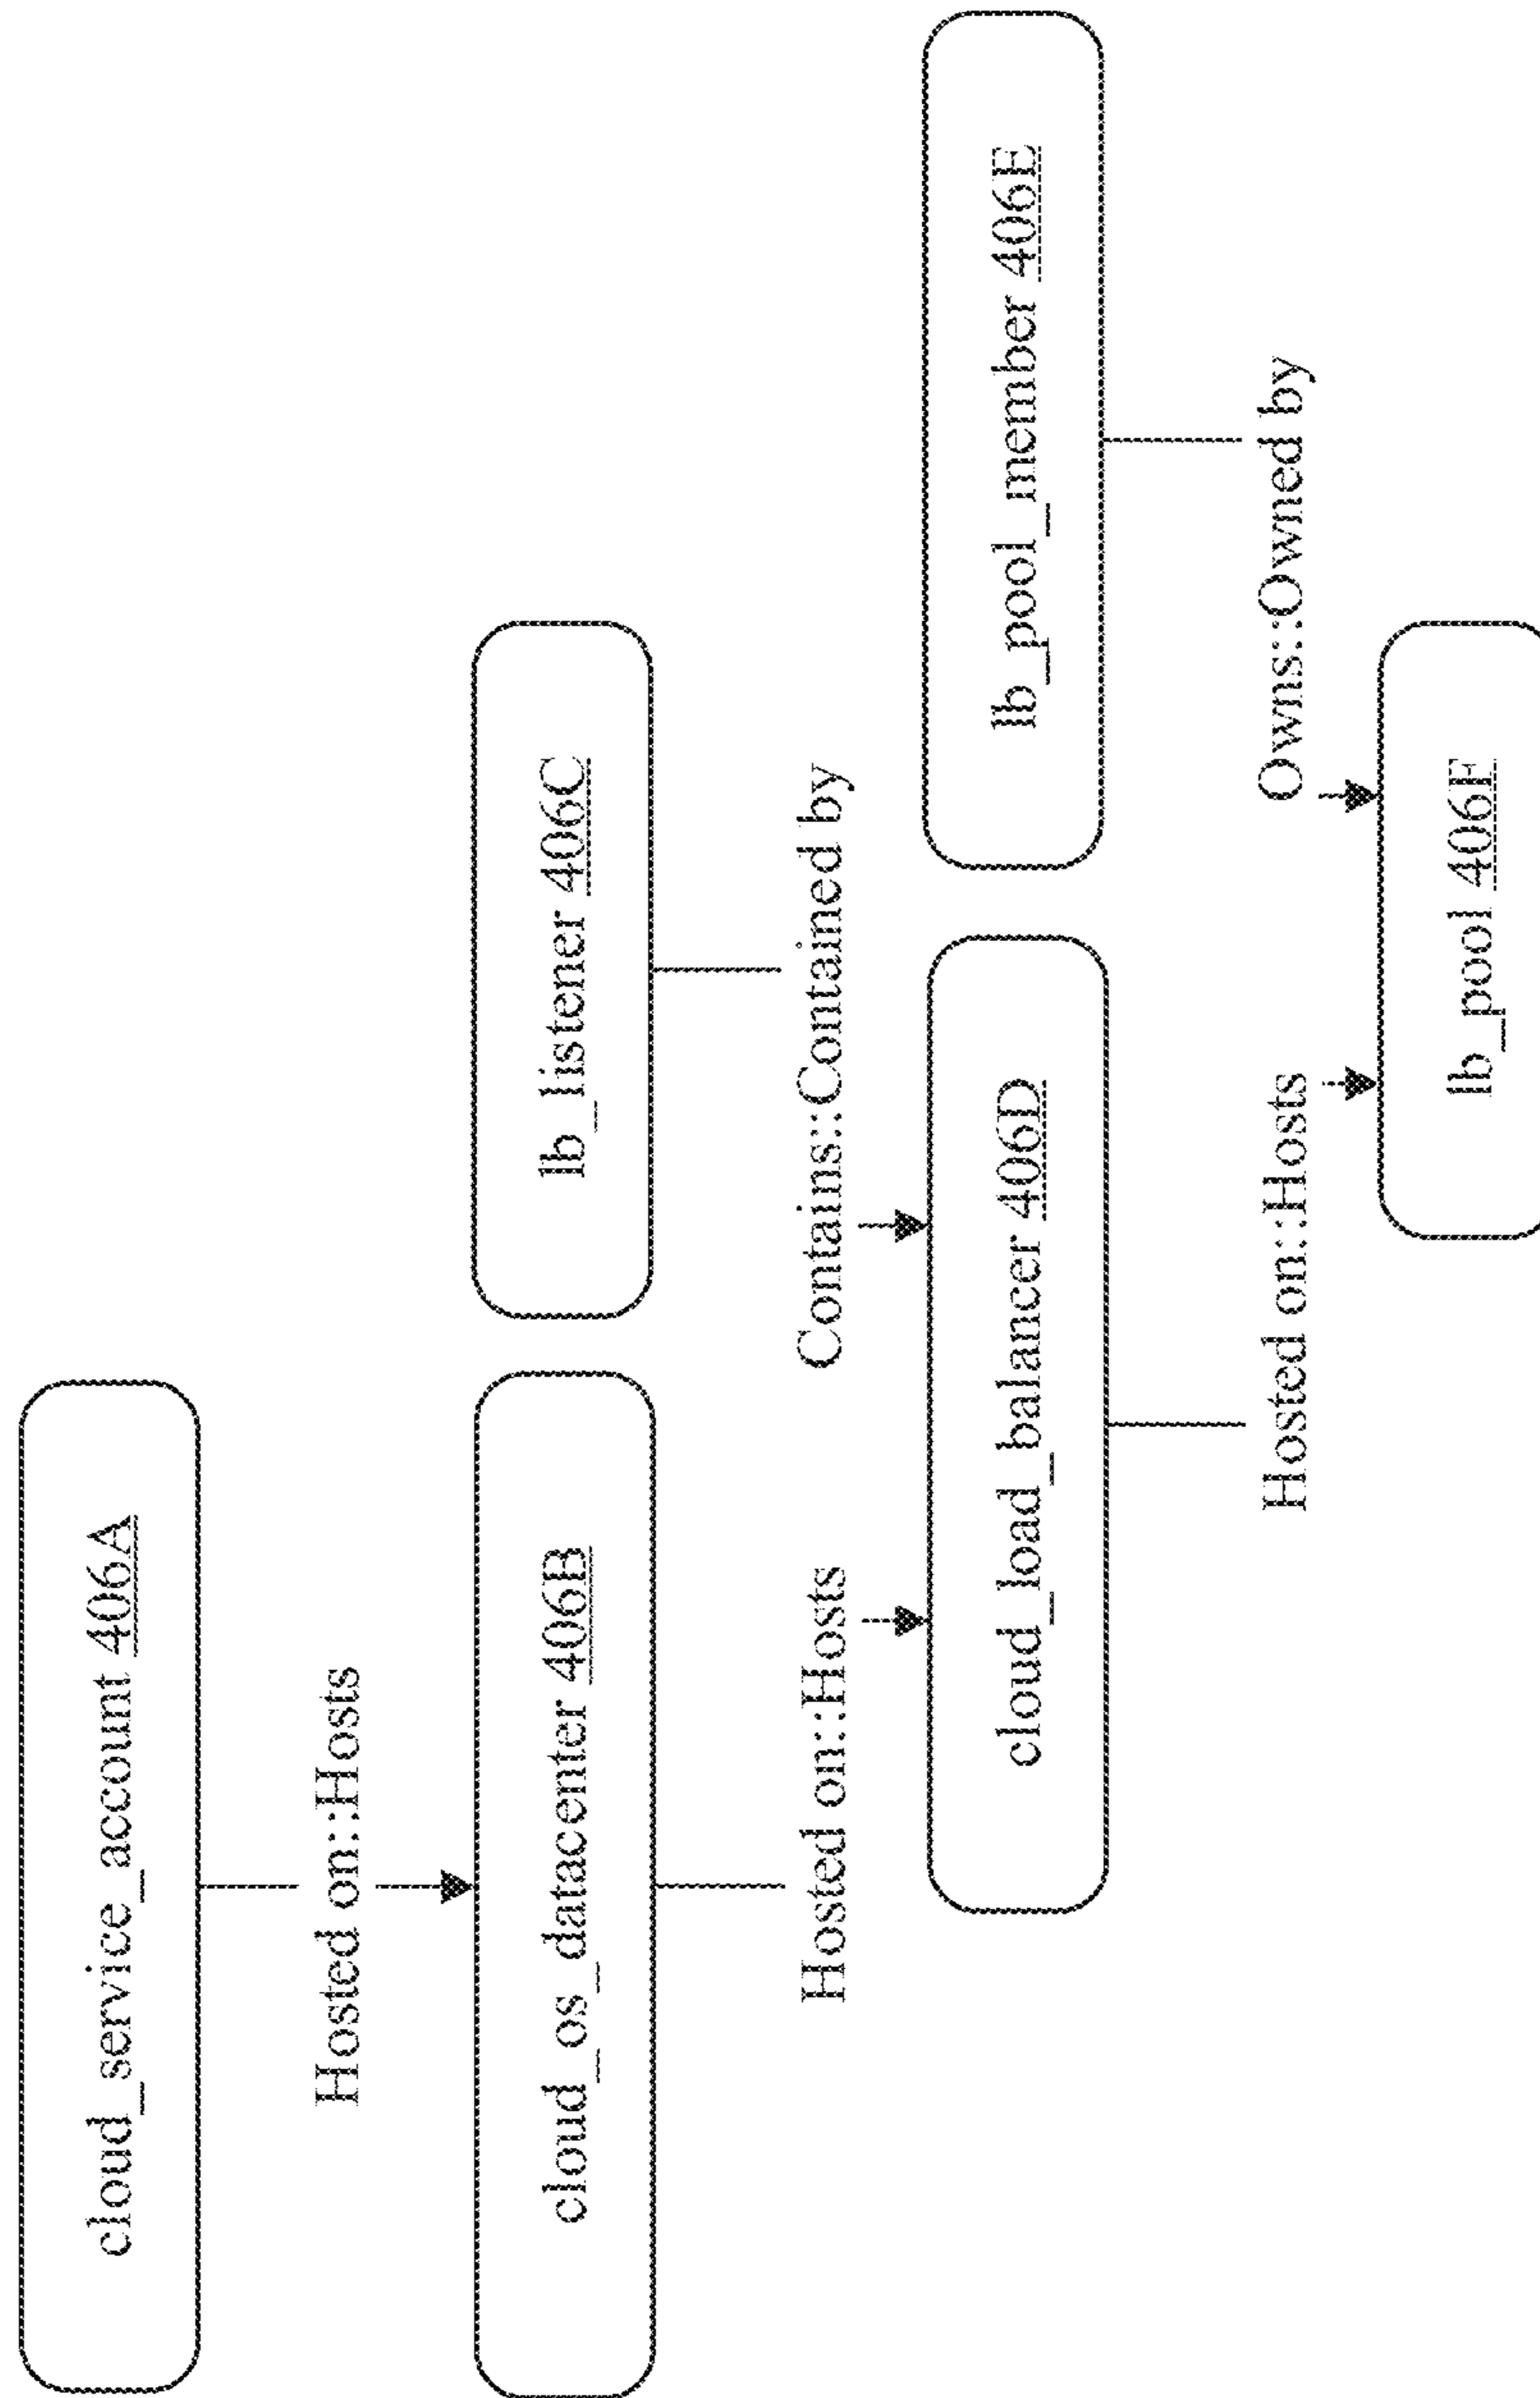 cloud_service_account 406A
Hosted on::Hosts
cloud_os_datacenter 406B
lb_listener 406C
Hosted on::Hosts
Contains::Contained by
cloud_load_balancer 406D
lb_pool_member 406E
Hosted on::Hosts
Owns::Owned by
lb_pool 406F